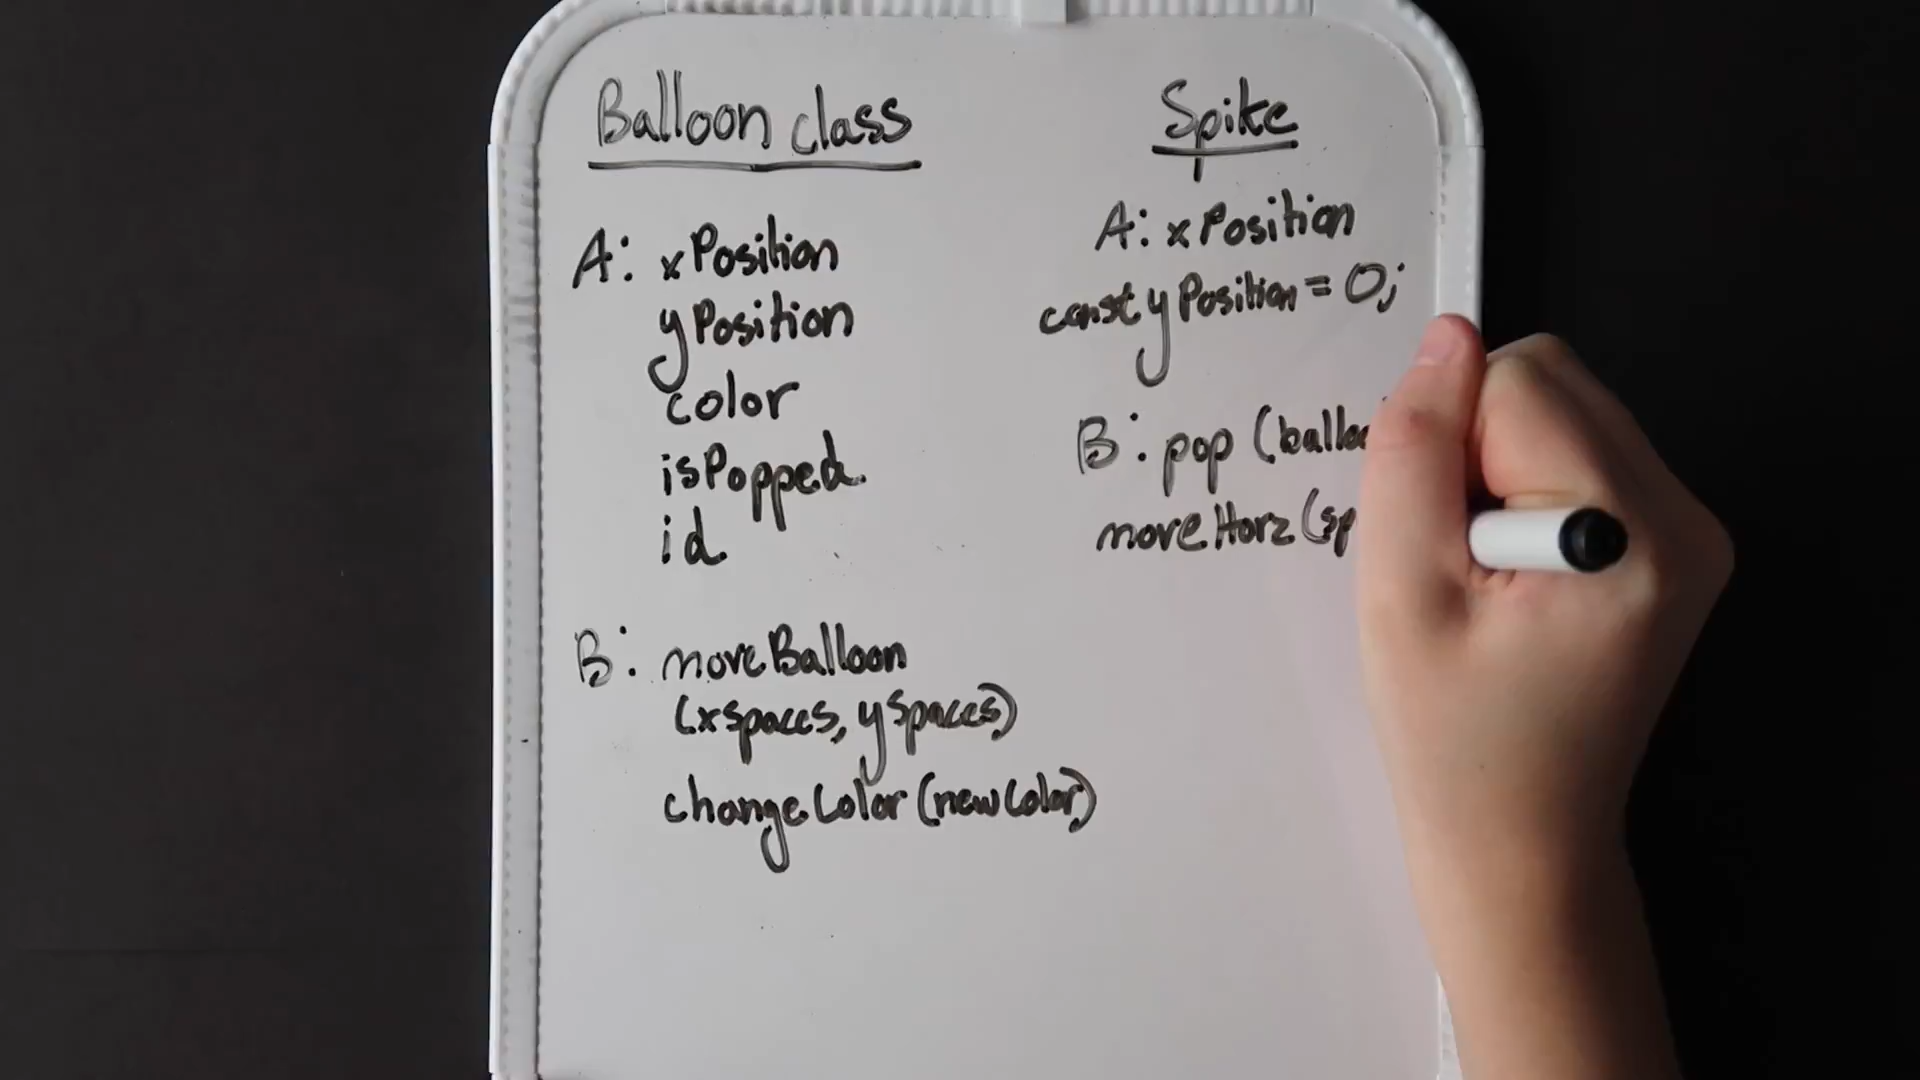 Balloon class
A: xPosition
yPosition
color
isPopped
id
B: moveBalloon
(xspaces, yspaces)
changeColor (newColor)
Spike
A: xPosition
const yPosition = 0;
B: pop (
moveHorz (